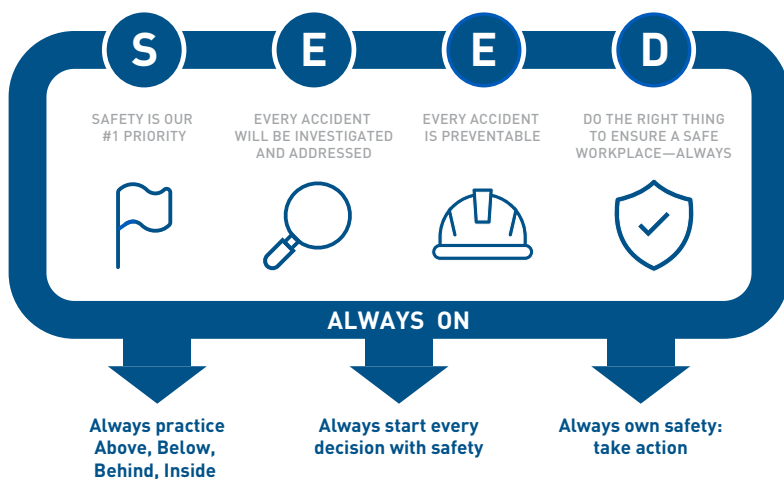 S
E
E
D
SAFETY IS OUR
#1 PRIORITY
EVERY ACCIDENT
WILL BE INVESTIGATED
AND ADDRESSED
EVERY ACCIDENT
IS PREVENTABLE
DO THE RIGHT THING
TO ENSURE A SAFE
WORKPLACE—ALWAYS
ALWAYS ON
Always practice
Above, Below,
Behind, Inside
Always start every
decision with safety
Always own safety:
take action